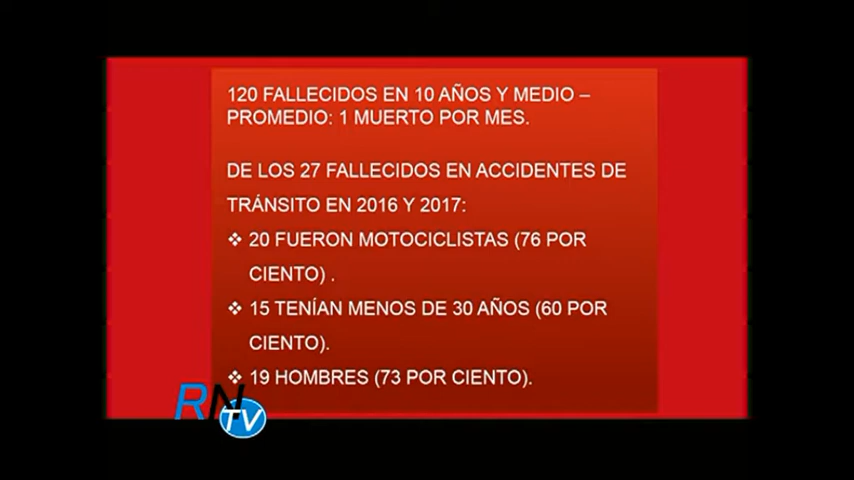 120 FALLECIDOS EN 10 AÑOS Y MEDIO –
PROMEDIO: 1 MUERTO POR MES.
DE LOS 27 FALLECIDOS EN ACCIDENTES DE
TRÁNSITO EN 2016 Y 2017:
❖ 20 FUERON MOTOCICLISTAS (76 POR
CIENTO) .
❖ 15 TENÍAN MENOS DE 30 AÑOS (60 POR
CIENTO).
❖ 19 HOMBRES (73 POR CIENTO).
RN
TV